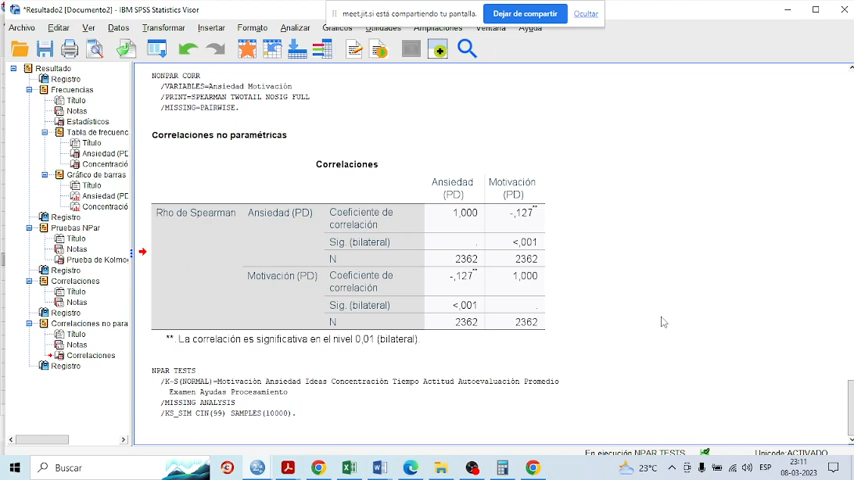 *Resultado2 [Documento2] - IBM SPSS Statistics Visor
meet.jit.si está compartiendo tu pantalla.
Dejar de compartir
Ocultar
Archivo Editar Ver Datos Transformar Insertar Formato Analizar Gráficos Utilidades Ampliaciones Ventana Ayuda
Resultado
Registro
Frecuencias
Título
Notas
Estadísticos
Tabla de frecuenc
Título
Ansiedad (PD
Concentració
Gráfico de barras
Título
Ansiedad (PD
Concentració
Registro
Pruebas NPar
Título
Notas
Prueba de Kolmo
Registro
Correlaciones
Título
Notas
Registro
Correlaciones no para
Título
Notas
Correlaciones
Registro
NONPAR CORR
/VARIABLES=Ansiedad Motivación
/PRINT=SPEARMAN TWOTAIL NOSIG FULL
/MISSING=PAIRWISE.
Correlaciones no paramétricas
Correlaciones
Ansiedad (PD) Motivación (PD)
Rho de Spearman Ansiedad (PD) Coeficiente de correlación 1,000 -,127**
Sig. (bilateral) . <,001
N 2362 2362
Motivación (PD) Coeficiente de correlación -,127** 1,000
Sig. (bilateral) <,001 .
N 2362 2362
**. La correlación es significativa en el nivel 0,01 (bilateral).
NPAR TESTS
/K-S(NORMAL)=Motivación Ansiedad Ideas Concentración Tiempo Actitud Autoevaluación Promedio
Examen Ayudas Procesamiento
/MISSING ANALYSIS
/KS_SIM CIN(99) SAMPLES(10000).
En ejecución NPAR TESTS Unicode:ACTIVADO
Buscar
23°C
ESP
23:11
08-03-2023